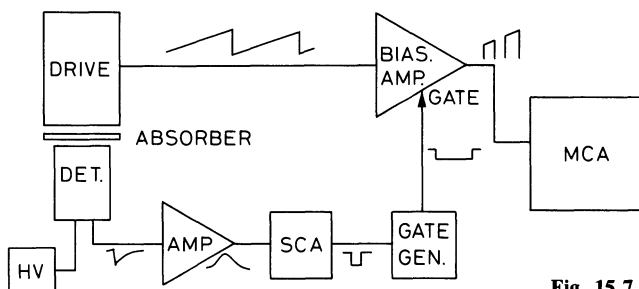 DRIVE
BIAS.
AMP.
GATE
ABSORBER
MCA
DET.
AMP
SCA
GATE
GEN.
HV
Fig. 15.7